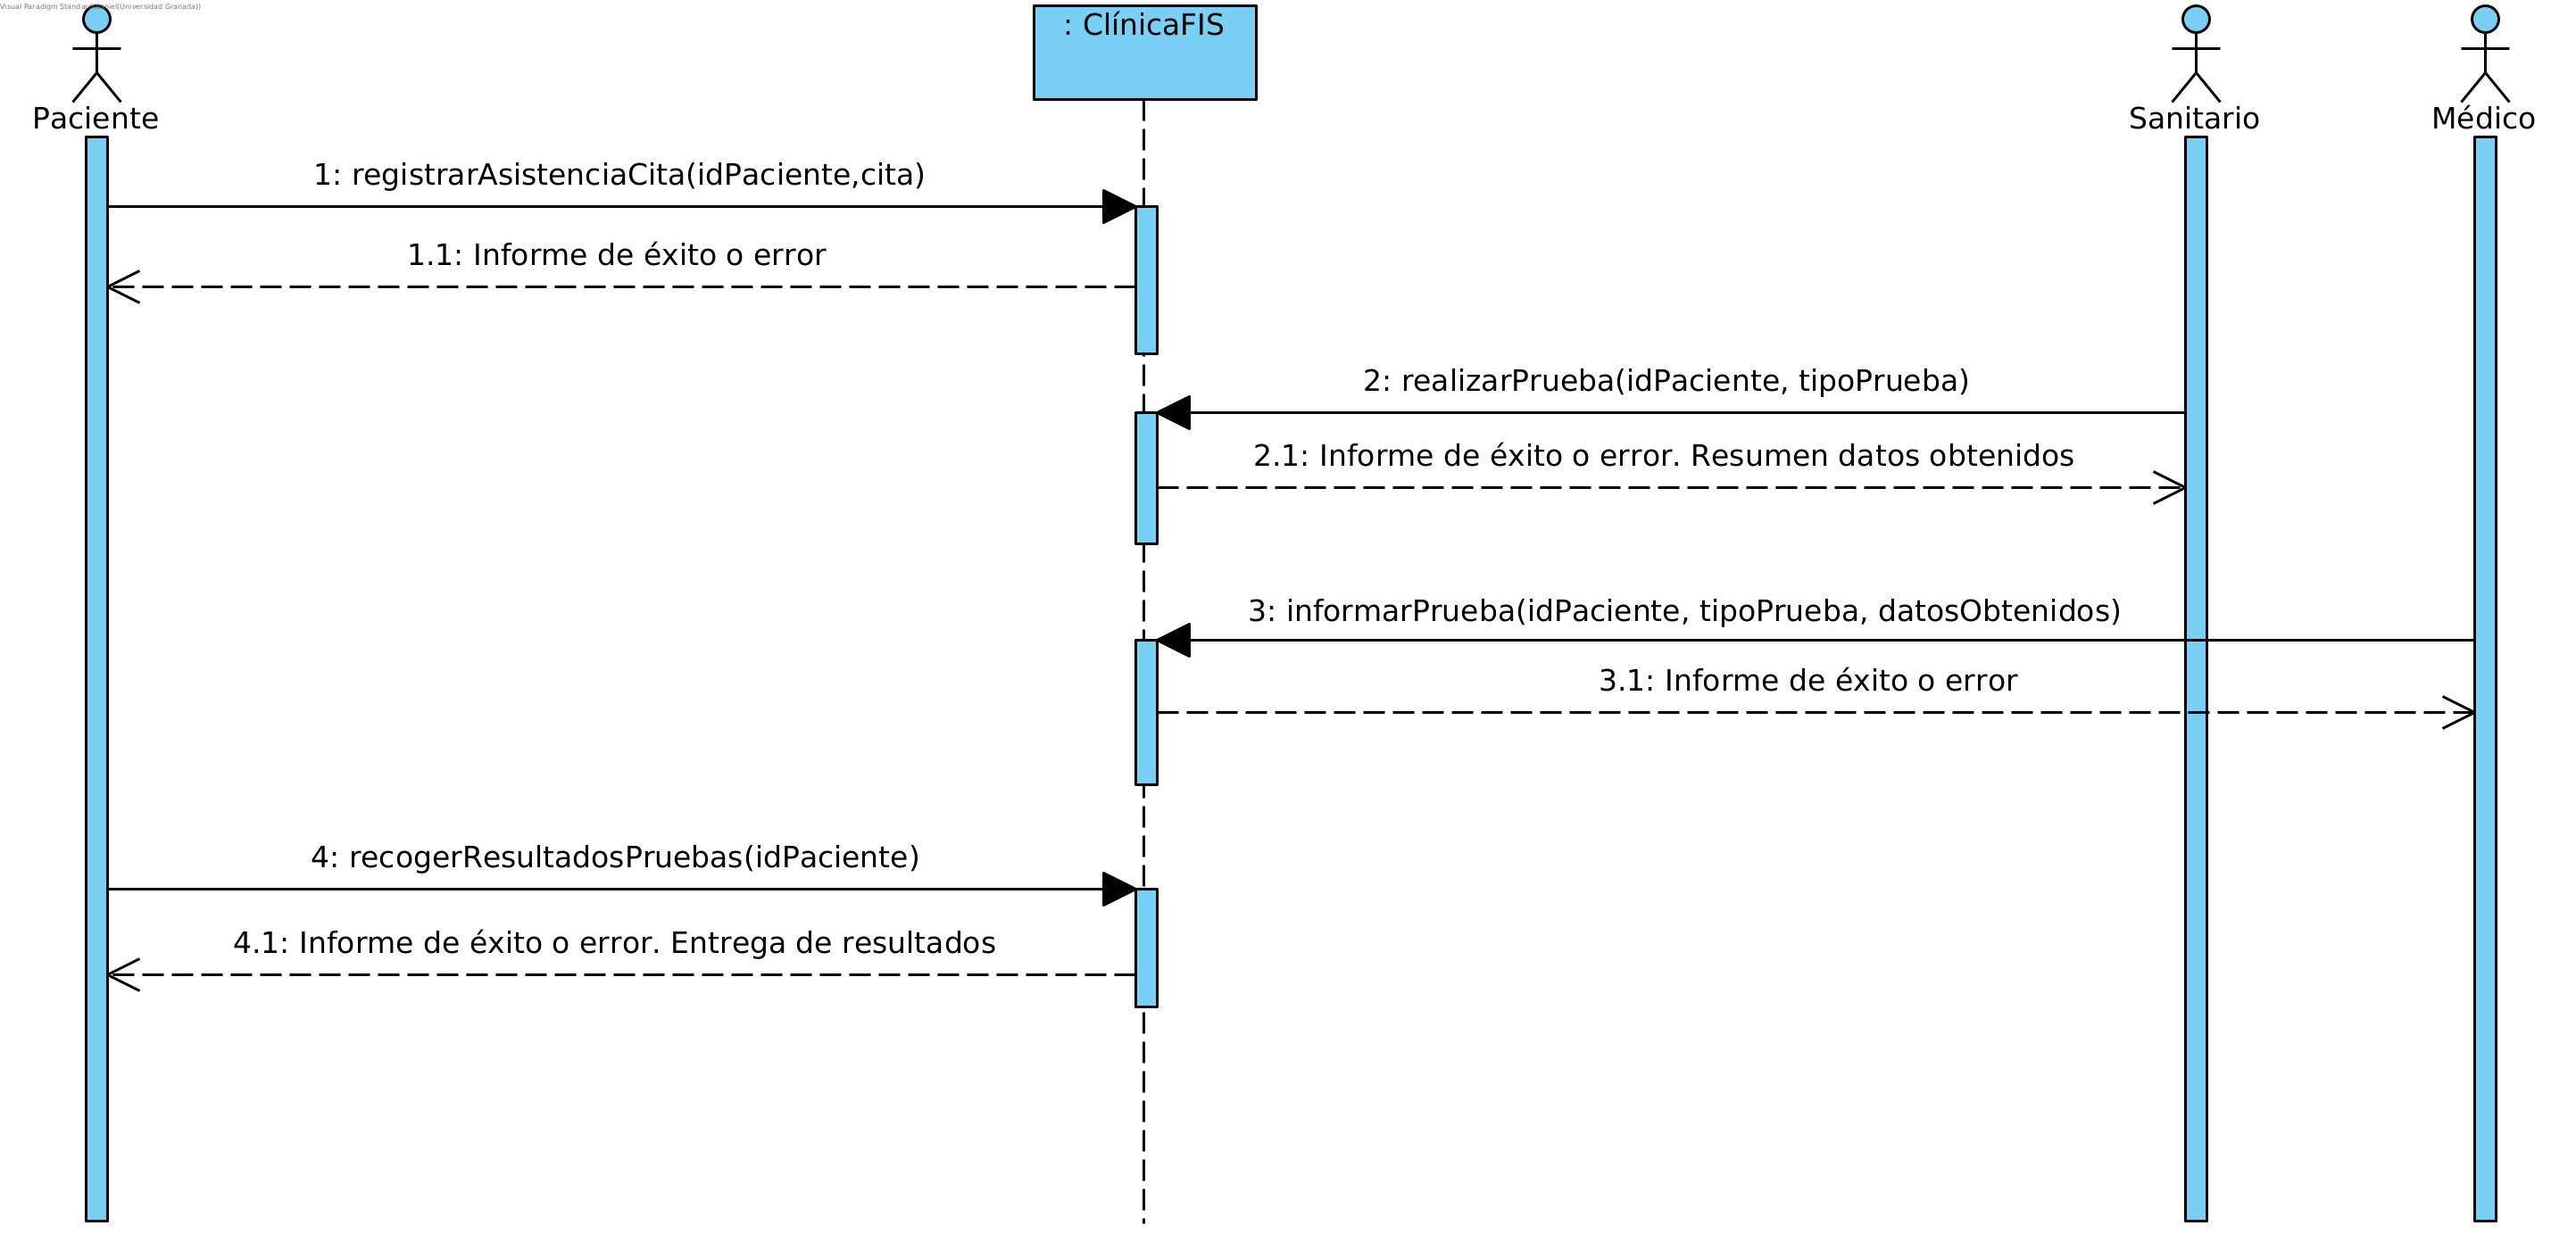 Visual Paradigm Standard(Universidad Granada))
: ClínicaFIS
Paciente
Sanitario
Médico
1: registrarAsistenciaCita(idPaciente,cita)
1.1: Informe de éxito o error
2: realizarPrueba(idPaciente, tipoPrueba)
2.1: Informe de éxito o error. Resumen datos obtenidos
3: informarPrueba(idPaciente, tipoPrueba, datosObtenidos)
3.1: Informe de éxito o error
4: recogerResultadosPruebas(idPaciente)
4.1: Informe de éxito o error. Entrega de resultados